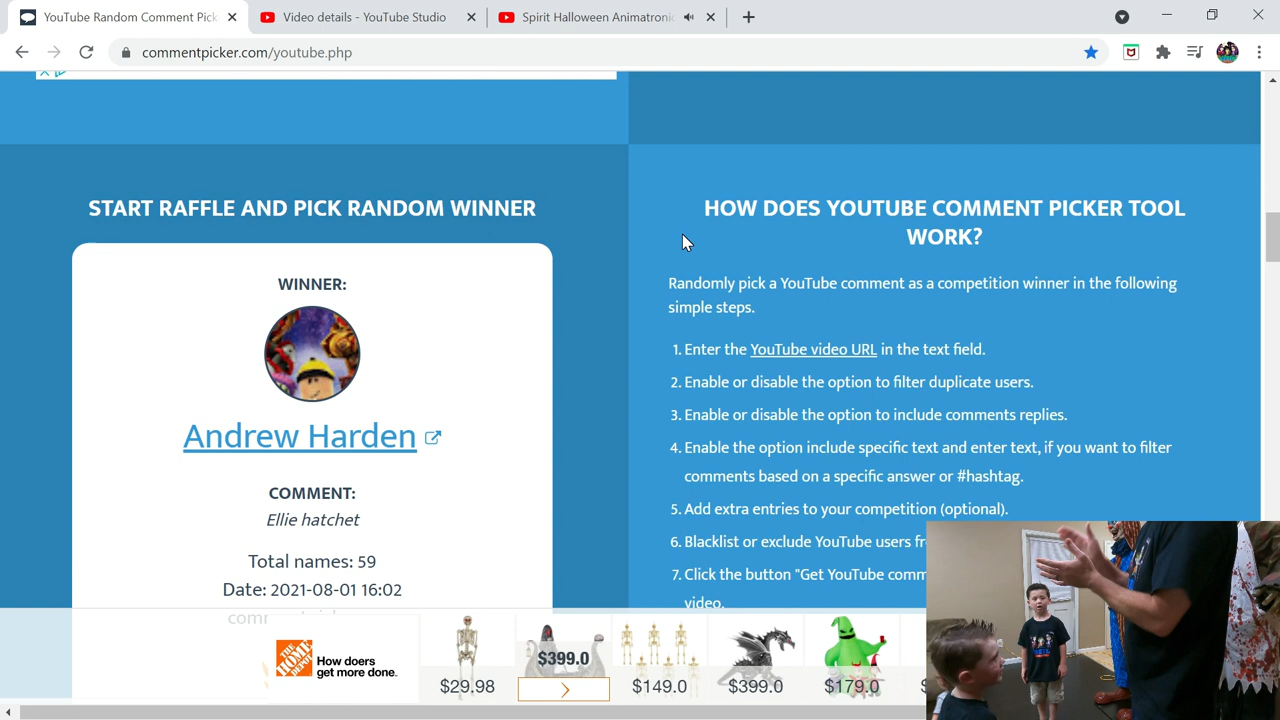 YouTube Random Comment Pick
Video details - YouTube Studio
Spirit Halloween Animatronic
commentpicker.com/youtube.php
START RAFFLE AND PICK RANDOM WINNER
WINNER:
Andrew Harden
COMMENT:
Ellie hatchet
Total names: 59
Date: 2021-08-01 16:02
HOW DOES YOUTUBE COMMENT PICKER TOOL
WORK?
Randomly pick a YouTube comment as a competition winner in the following
simple steps.
1. Enter the YouTube video URL in the text field.
2. Enable or disable the option to filter duplicate users.
3. Enable or disable the option to include comments replies.
4. Enable the option include specific text and enter text, if you want to filter
comments based on a specific answer or #hashtag.
5. Add extra entries to your competition (optional).
6. Blacklist or exclude YouTube users
7. Click the button "Get YouTube comm
video.
THE HOME DEPOT
How doers
get more done.
$29.98
$399.0
$149.0
$399.0
$179.0